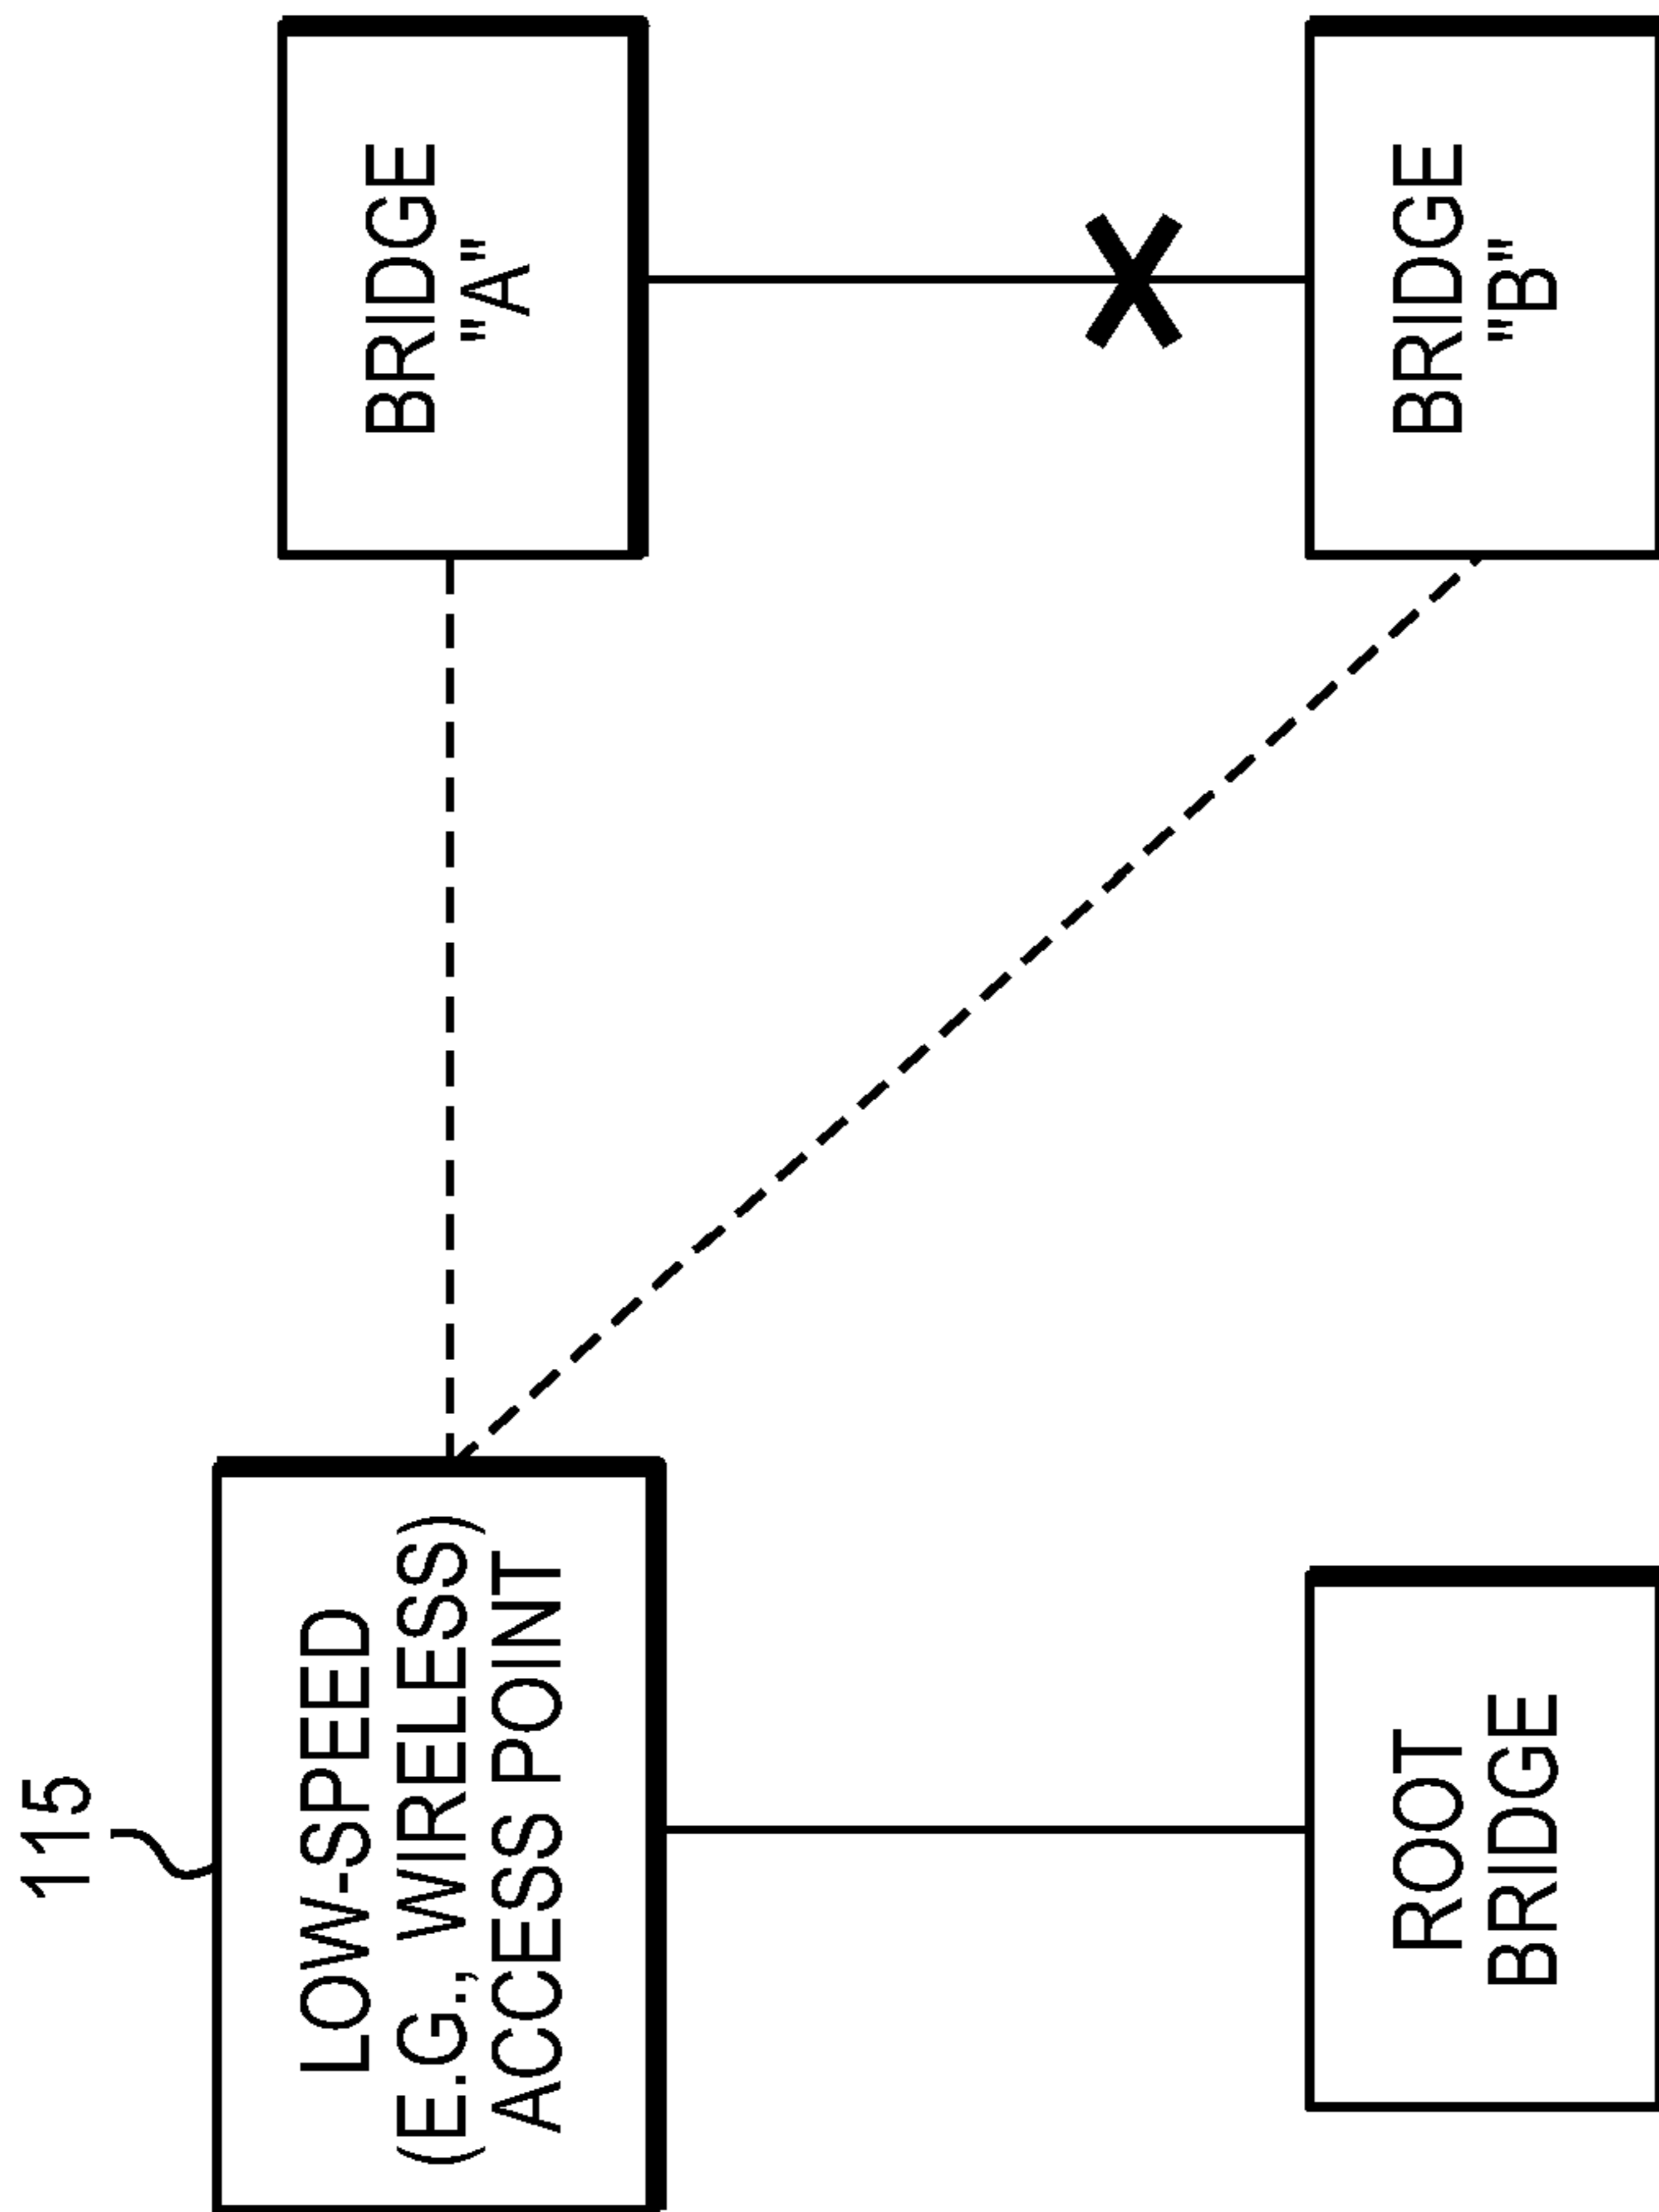 115
LOW-SPEED
(E.G., WIRELESS)
ACCESS POINT
BRIDGE
"A"
ROOT
BRIDGE
BRIDGE
"B"